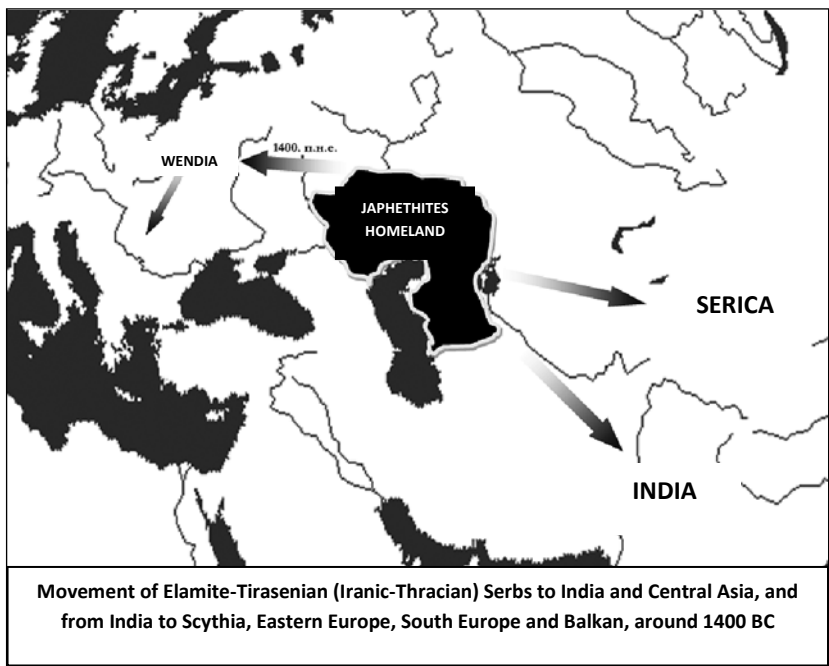 1400. п.н.е.
WENDIA
JAPHETHITES
HOMELAND
SERICA
INDIA
Movement of Elamite-Tirasenian (Iranic-Thracian) Serbs to India and Central Asia, and
from India to Scythia, Eastern Europe, South Europe and Balkan, around 1400 BC